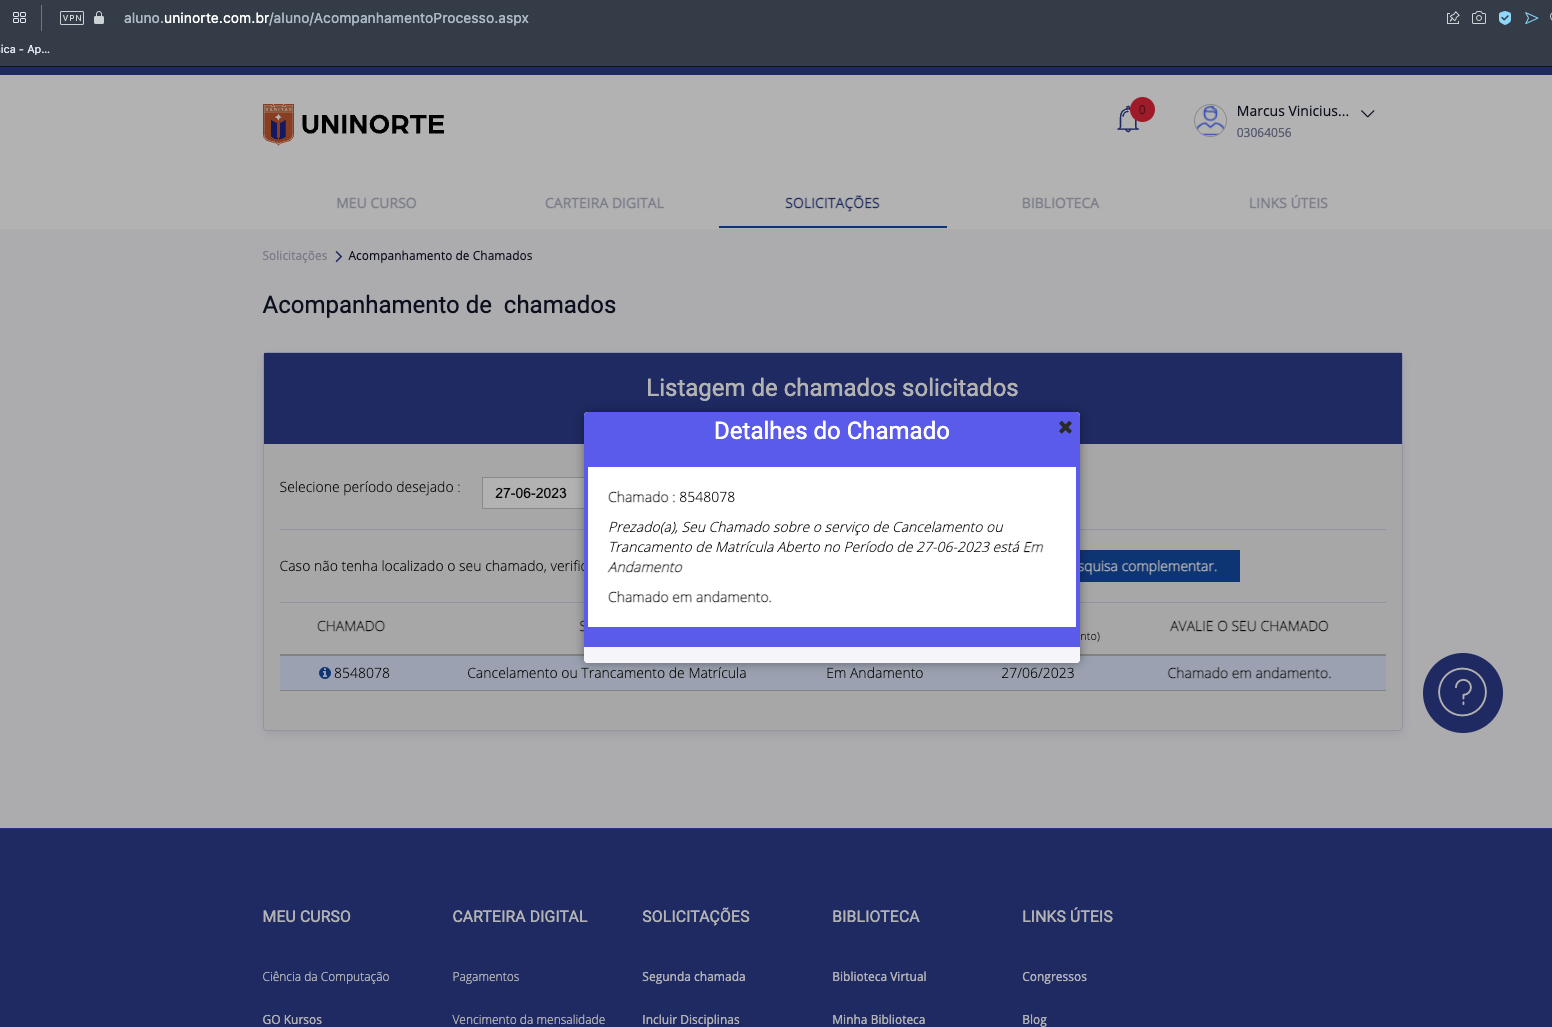 VPN
aluno.uninorte.com.br/aluno/AcompanhamentoProcesso.aspx
ica - Ap...
UNINORTE
0
Marcus Vinicius...
03064056
MEU CURSO
CARTEIRA DIGITAL
SOLICITAÇÕES
BIBLIOTECA
LINKS ÚTEIS
Solicitações
Acompanhamento de Chamados
Acompanhamento de chamados
Listagem de chamados solicitados
Detalhes do Chamado
Selecione período desejado :
27-06-2023
Chamado : 8548078
Prezado(a), Seu Chamado sobre o serviço de Cancelamento ou
Trancamento de Matrícula Aberto no Período de 27-06-2023 está Em
Andamento
Chamado em andamento.
Caso não tenha localizado o seu chamado, verific
squisa complementar.
CHAMADO
S
nto)
AVALIE O SEU CHAMADO
8548078
Cancelamento ou Trancamento de Matrícula
Em Andamento
27/06/2023
Chamado em andamento.
?
MEU CURSO
CARTEIRA DIGITAL
SOLICITAÇÕES
BIBLIOTECA
LINKS ÚTEIS
Ciência da Computação
Pagamentos
Segunda chamada
Biblioteca Virtual
Congressos
GO Kursos
Vencimento da mensalidade
Incluir Disciplinas
Minha Biblioteca
Blog